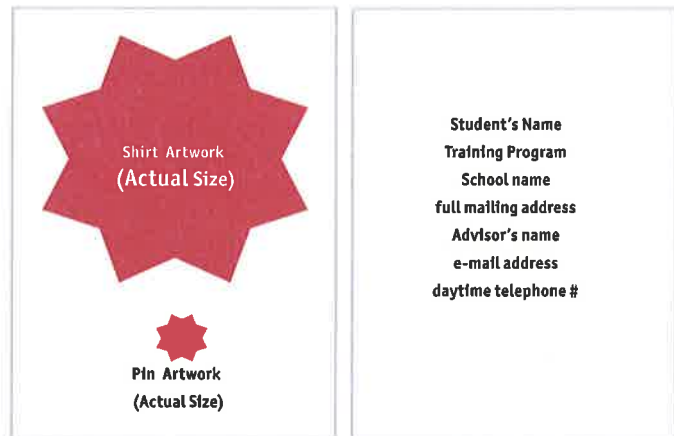 Shirt Artwork
(Actual Size)
Pin Artwork
(Actual Size)
Student's Name
Training Program
School name
full mailing address
Advisor's name
e-mail address
daytime telephone #